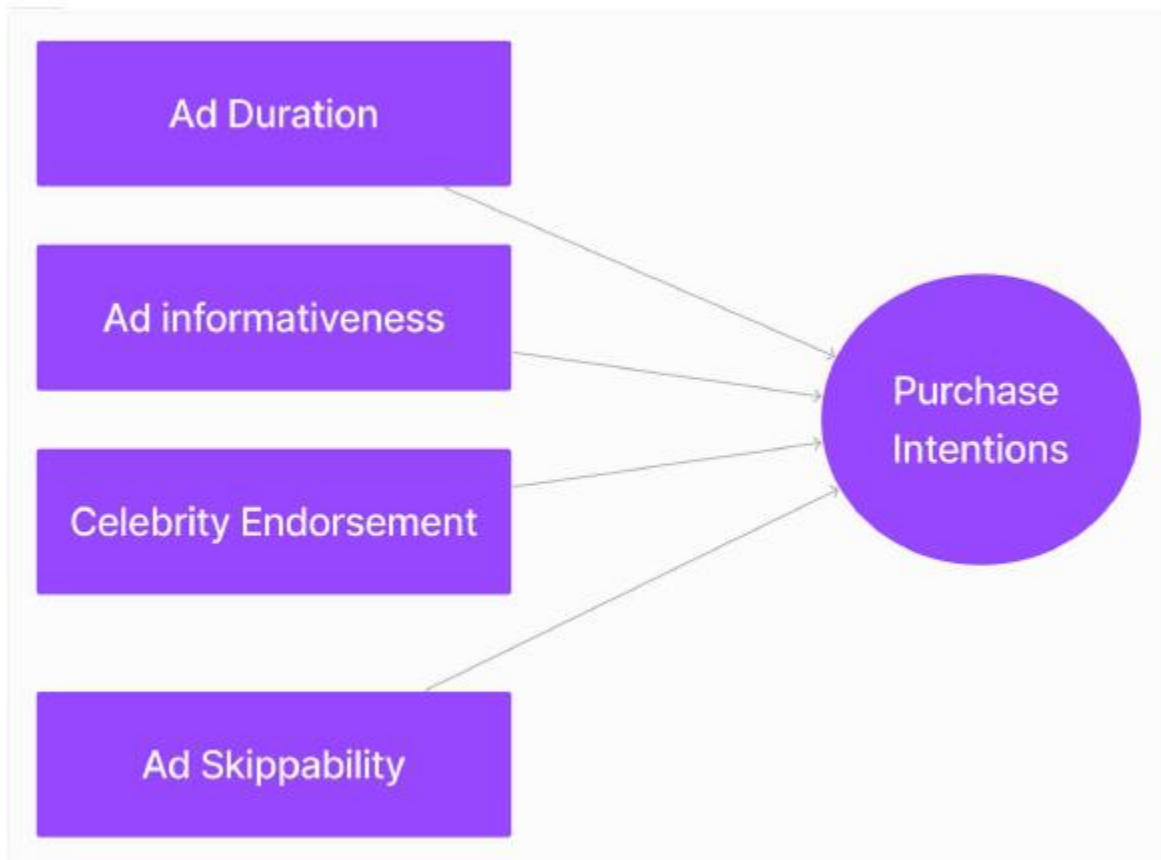 Ad Duration
Ad informativeness
Celebrity Endorsement
Ad Skippability
Purchase
Intentions